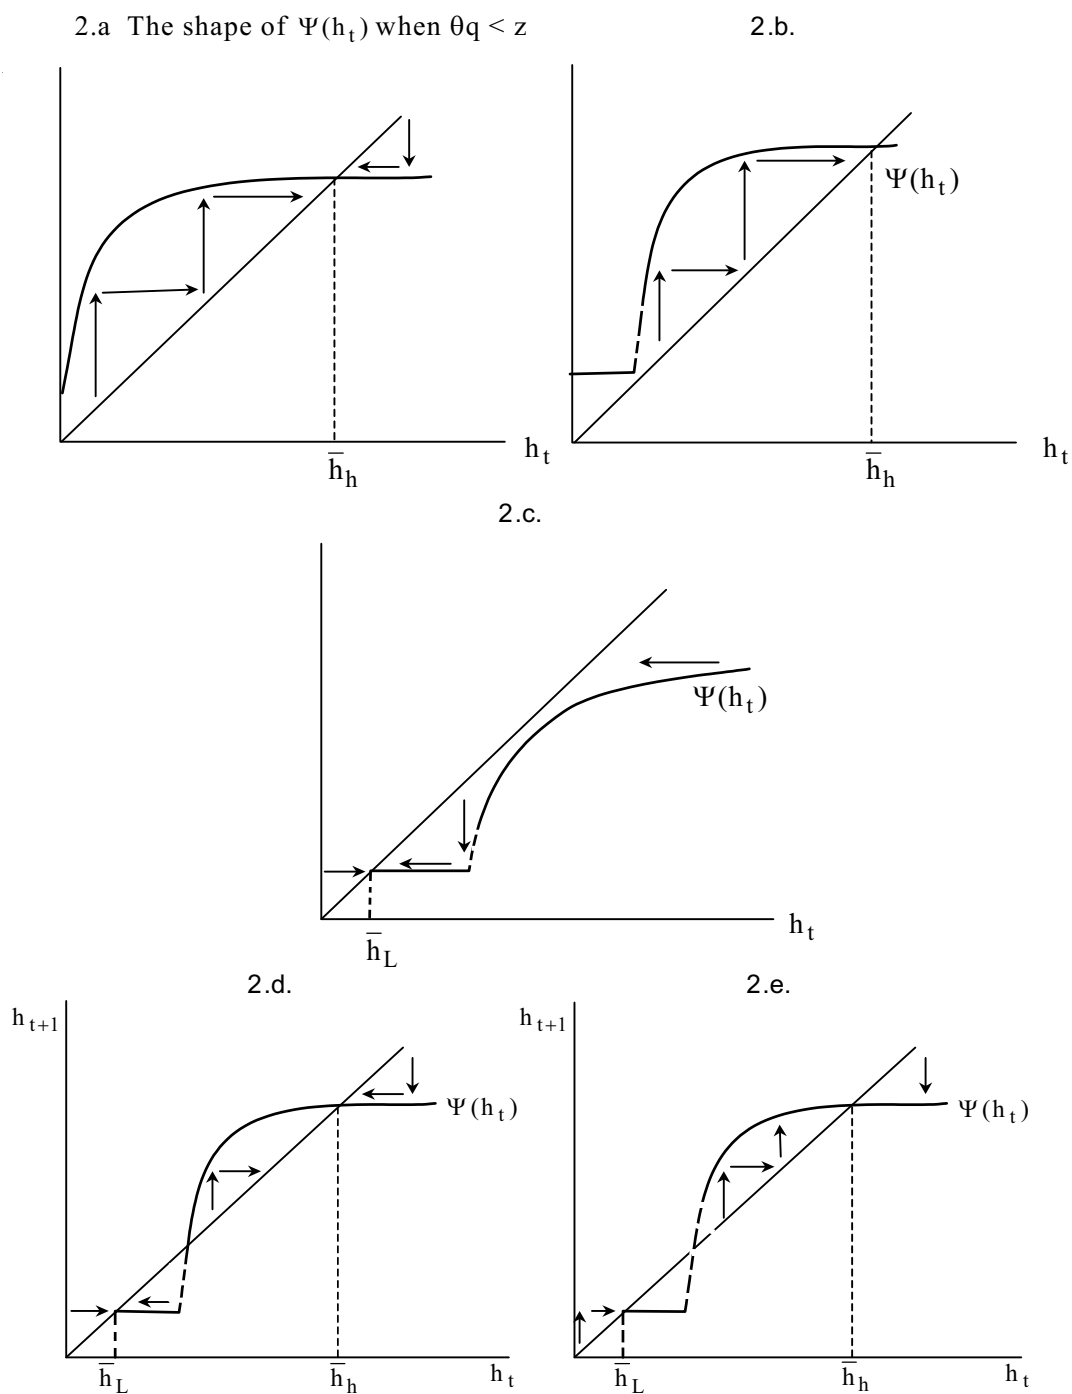 2.a The shape of Ψ(h_t) when θq < z
2.b.
Ψ(h_t)
h_t
h̅_h
h_t
h̅_h
2.c.
Ψ(h_t)
h_t
h̅_L
2.d.
2.e.
h_t+1
h_t+1
Ψ(h_t)
Ψ(h_t)
h̅_L
h̅_h
h_t
h̅_L
h̅_h
h_t